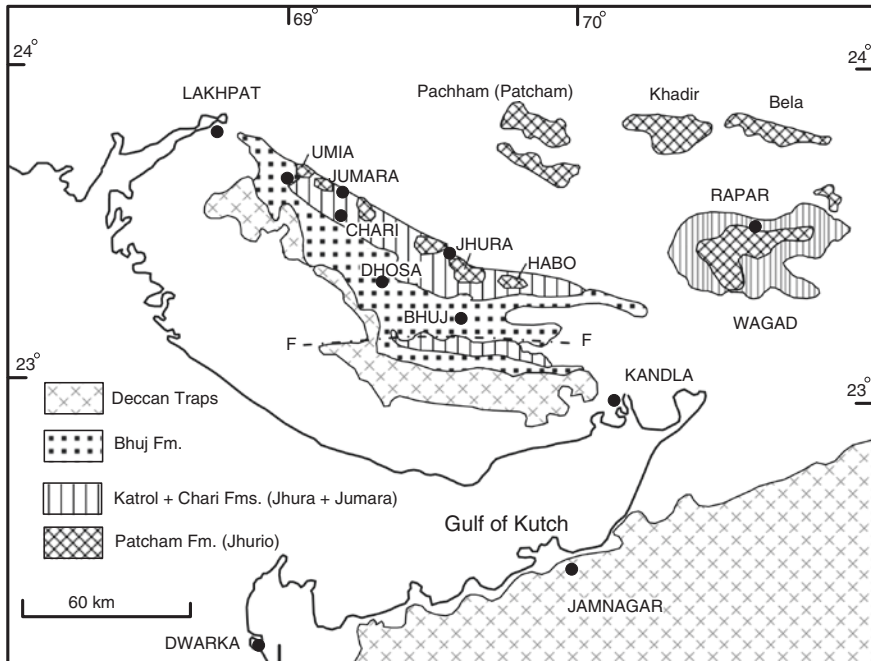 69°
70°
24°
24°
LAKHPAT
Pachham (Patcham)
Khadir
Bela
UMIA
JUMARA
RAPAR
CHARI
JHURA
HABO
DHOSA
BHUJ
WAGAD
F
F
23°
23°
KANDLA
Deccan Traps
Bhuj Fm.
Katrol + Chari Fms. (Jhura + Jumara)
Patcham Fm. (Jhurio)
Gulf of Kutch
60 km
JAMNAGAR
DWARKA